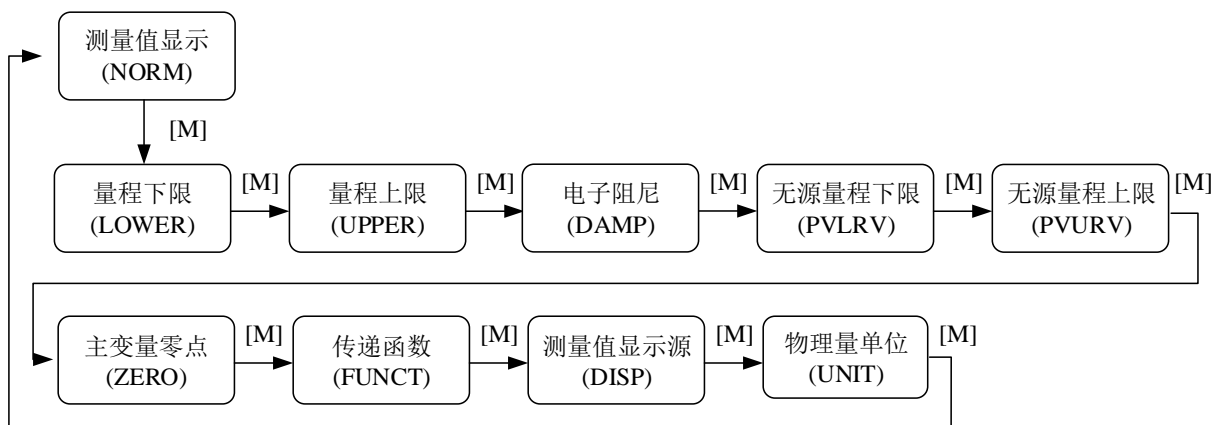 测量值显示
(NORM)
[M]
量程下限
(LOWER)
[M]
量程上限
(UPPER)
[M]
电子阻尼
(DAMP)
[M]
无源量程下限
(PVLRV)
[M]
无源量程上限
(PVURV)
[M]
主变量零点
(ZERO)
[M]
传递函数
(FUNCT)
[M]
测量值显示源
(DISP)
[M]
物理量单位
(UNIT)
[M]